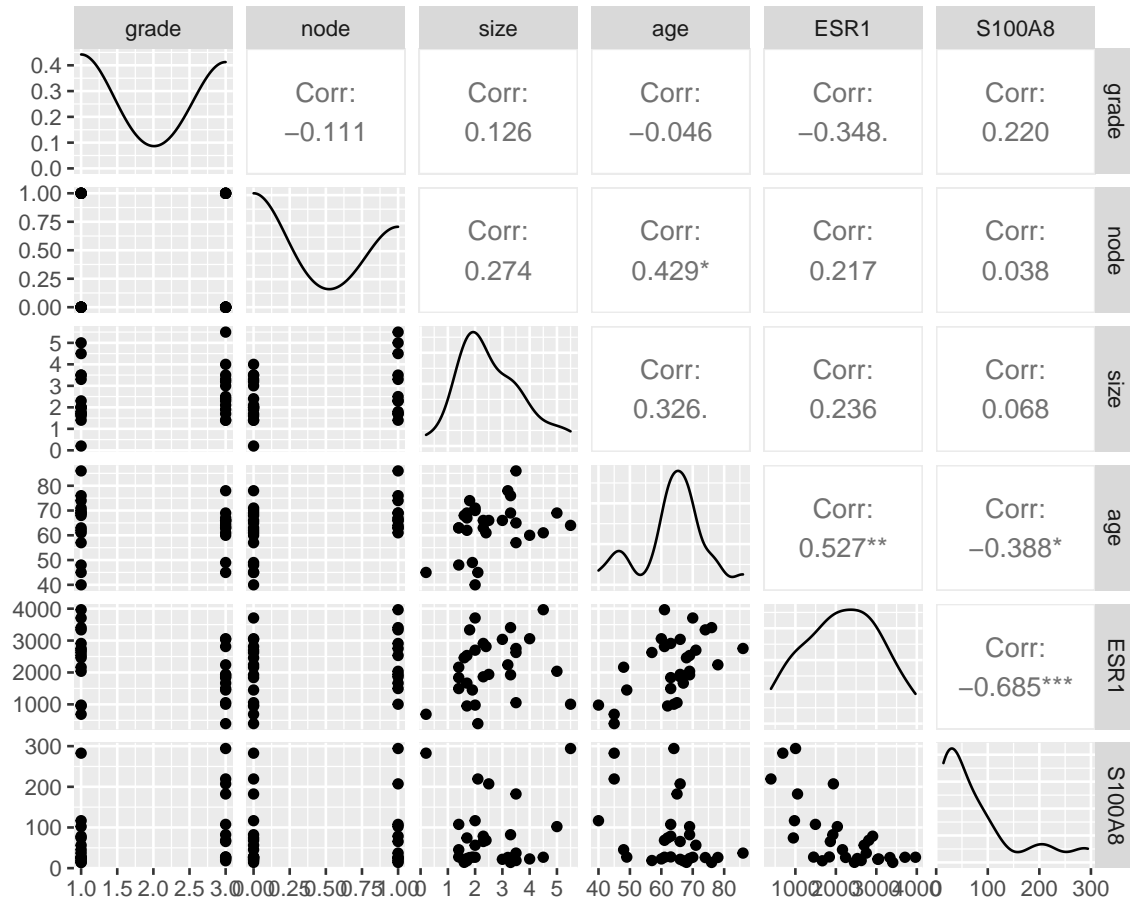 grade node size age ESR1 S100A8
0.4
0.3
0.2
0.1
0.0
Corr: Corr: Corr: Corr: Corr:
−0.111 0.126 −0.046 −0.348. 0.220
grade
1.00
0.75
0.50
0.25
0.00
Corr: Corr: Corr: Corr:
0.274 0.429* 0.217 0.038
node
5
4
3
2
1
0
Corr: Corr: Corr:
0.326. 0.236 0.068
size
80
70
60
50
40
Corr: Corr:
0.527** −0.388*
age
4000
3000
2000
1000
Corr:
−0.685***
ESR1
300
200
100
0
S100A8
1.0 1.5 2.0 2.5 3.0 0.00 0.25 0.50 0.75 1.00 0 1 2 3 4 5 40 50 60 70 80 1000 2000 3000 4000 0 100 200 300